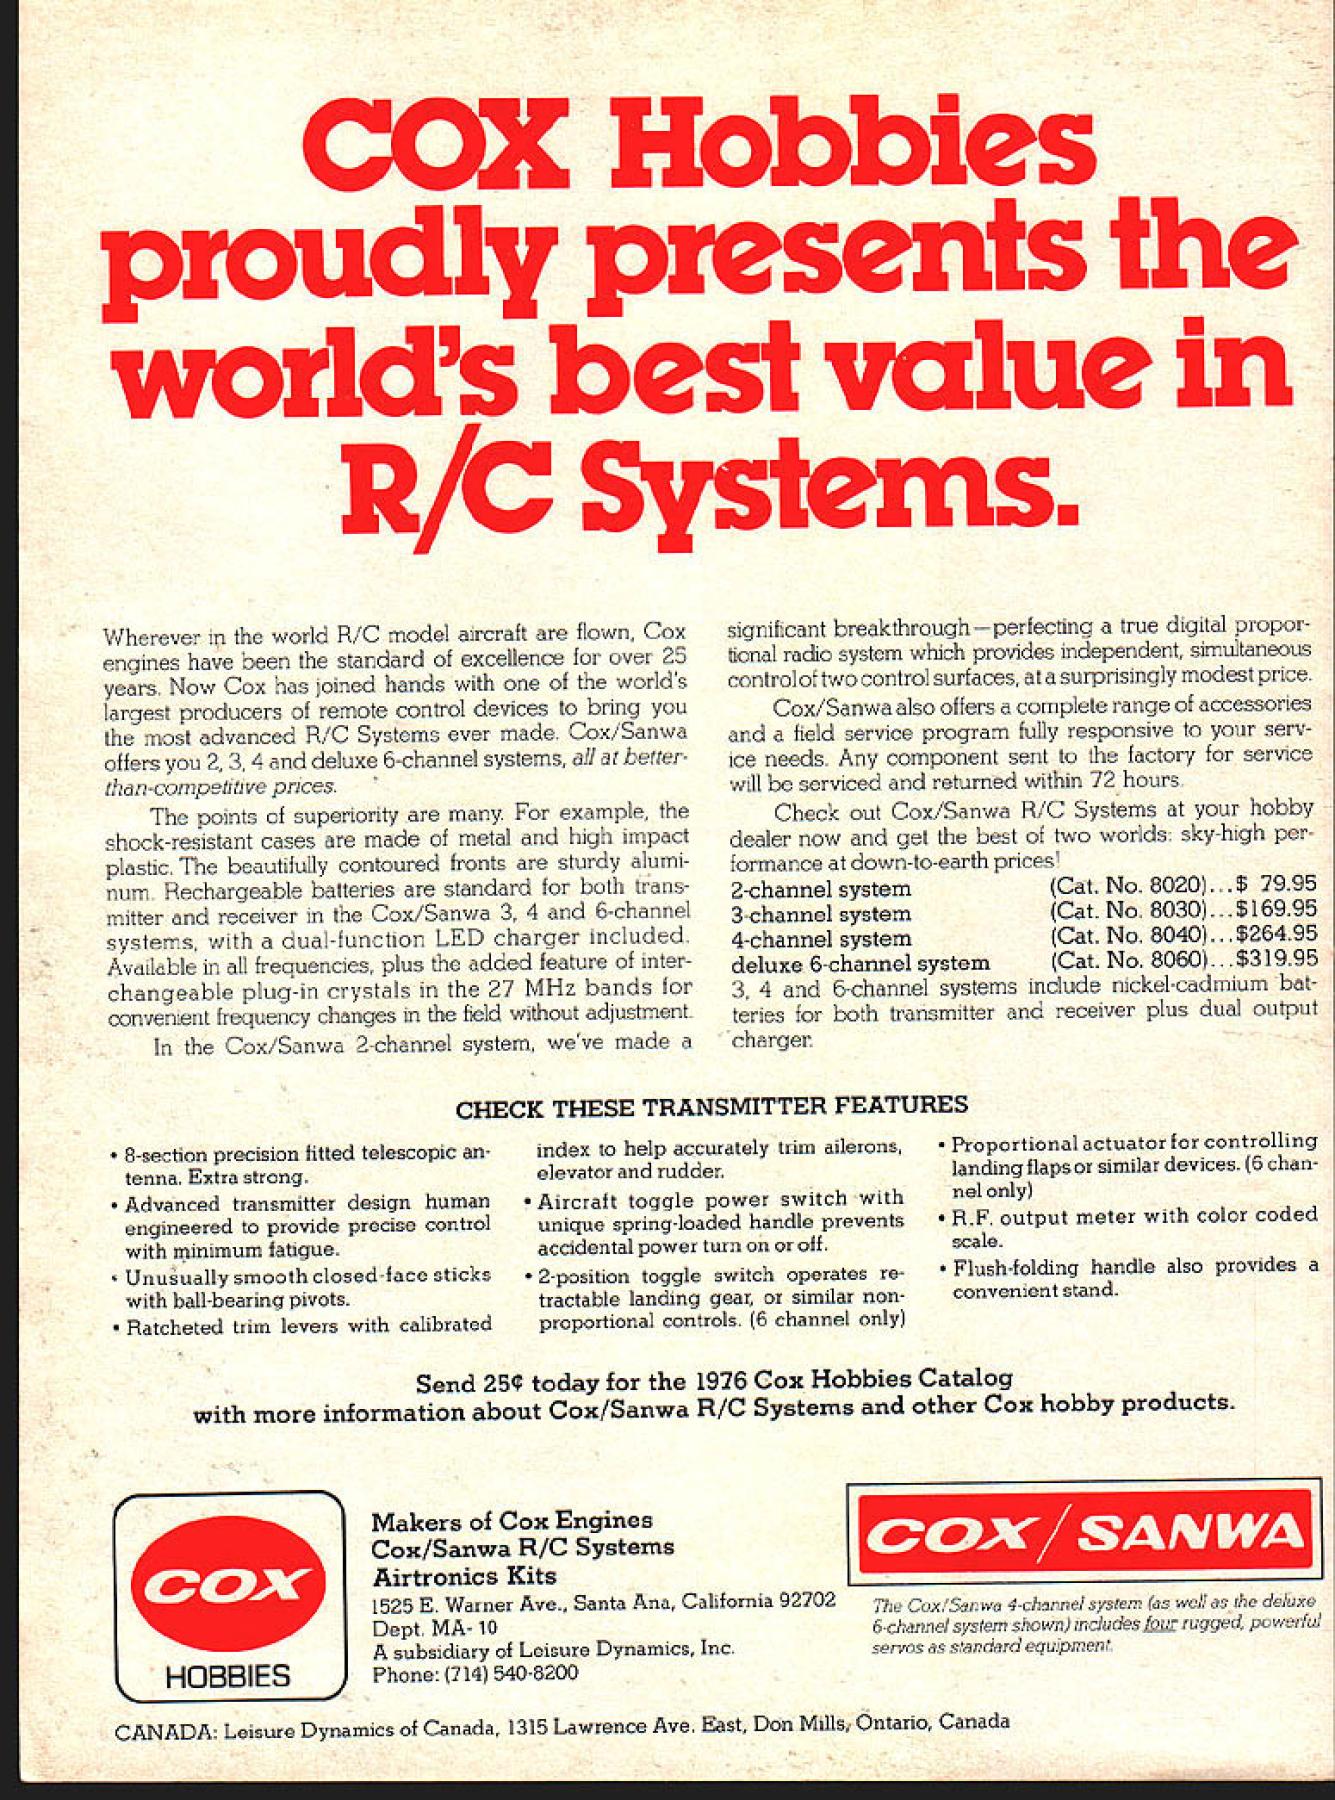 COX Hobbies
proudly presents the
world's best value in
R/C Systems.
Wherever in the world R/C model aircraft are flown, Cox
engines have been the standard of excellence for over 25
years. Now Cox has joined hands with one of the world's
largest producers of remote control devices to bring you
the most advanced R/C Systems ever made. Cox/Sanwa
offers you 2, 3, 4 and deluxe 6-channel systems, all at better-
than-competitive prices.
The points of superiority are many. For example, the
shock-resistant cases are made of metal and high impact
plastic. The beautifully contoured fronts are sturdy alumi-
num. Rechargeable batteries are standard for both trans-
mitter and receiver in the Cox/Sanwa 3, 4 and 6-channel
systems, with a dual-function LED charger included.
Available in all frequencies, plus the added feature of inter-
changeable plug-in crystals in the 27 MHz bands for
convenient frequency changes in the field without adjustment.
In the Cox/Sanwa 2-channel system, we've made a
significant breakthrough—perfecting a true digital propor-
tional radio system which provides independent, simultaneous
control of two control surfaces, at a surprisingly modest price.
Cox/Sanwa also offers a complete range of accessories
and a field service program fully responsive to your serv-
ice needs. Any component sent to the factory for service
will be serviced and returned within 72 hours.
Check out Cox/Sanwa R/C Systems at your hobby
dealer now and get the best of two worlds: sky-high per-
formance at down-to-earth prices!
2-channel system (Cat. No. 8020)...$ 79.95
3-channel system (Cat. No. 8030)...$169.95
4-channel system (Cat. No. 8040)...$264.95
deluxe 6-channel system (Cat. No. 8060)...$319.95
3, 4 and 6-channel systems include nickel-cadmium bat-
teries for both transmitter and receiver plus dual output
charger.
CHECK THESE TRANSMITTER FEATURES
• 8-section precision fitted telescopic an-
tenna. Extra strong.
• Advanced transmitter design human
engineered to provide precise control
with minimum fatigue.
• Unusually smooth closed-face sticks
with ball-bearing pivots.
• Ratcheted trim levers with calibrated
index to help accurately trim ailerons,
elevator and rudder.
• Aircraft toggle power switch with
unique spring-loaded handle prevents
accidental power turn on or off.
• 2-position toggle switch operates re-
tractable landing gear, or similar non-
proportional controls. (6 channel only)
• Proportional actuator for controlling
landing flaps or similar devices. (6 chan-
nel only)
• R.F. output meter with color coded
scale.
• Flush-folding handle also provides a
convenient stand.
Send 25¢ today for the 1976 Cox Hobbies Catalog
with more information about Cox/Sanwa R/C Systems and other Cox hobby products.
COX
HOBBIES
Makers of Cox Engines
Cox/Sanwa R/C Systems
Airtronics Kits
1525 E. Warner Ave., Santa Ana, California 92702
Dept. MA-10
A subsidiary of Leisure Dynamics, Inc.
Phone: (714) 540-8200
COX/SANWA
The Cox/Sanwa 4-channel system (as well as the deluxe
6-channel system shown) includes four rugged, powerful
servos as standard equipment.
CANADA: Leisure Dynamics of Canada, 1315 Lawrence Ave. East, Don Mills, Ontario, Canada